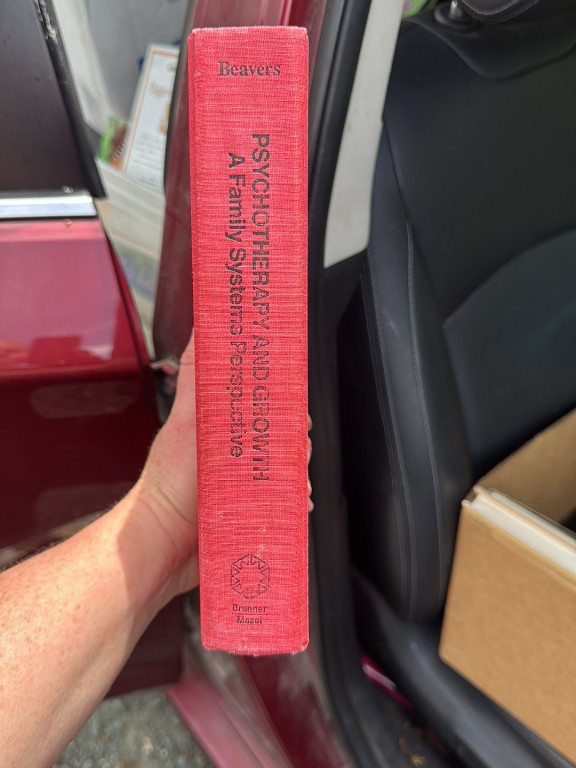 Beavers
PSYCHOTHERAPY AND GROWTH
A Family Systems Perspective
Brunner
Mazel